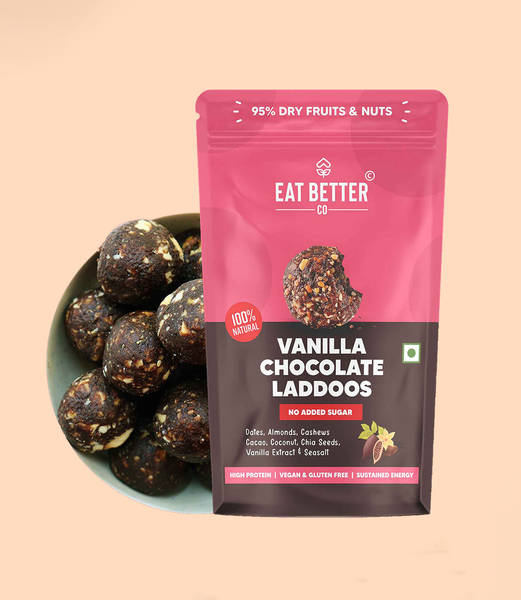 95% DRY FRUITS & NUTS
©
EAT BETTER
CO
100%
NATURAL
VANILLA
CHOCOLATE
LADDOOS
NO ADDED SUGAR
Dates, Almonds, Cashews
Cacao, Coconut, Chia Seeds,
Vanilla Extract & Seasalt
HIGH PROTEIN | VEGAN & GLUTEN FREE | SUSTAINED ENERGY